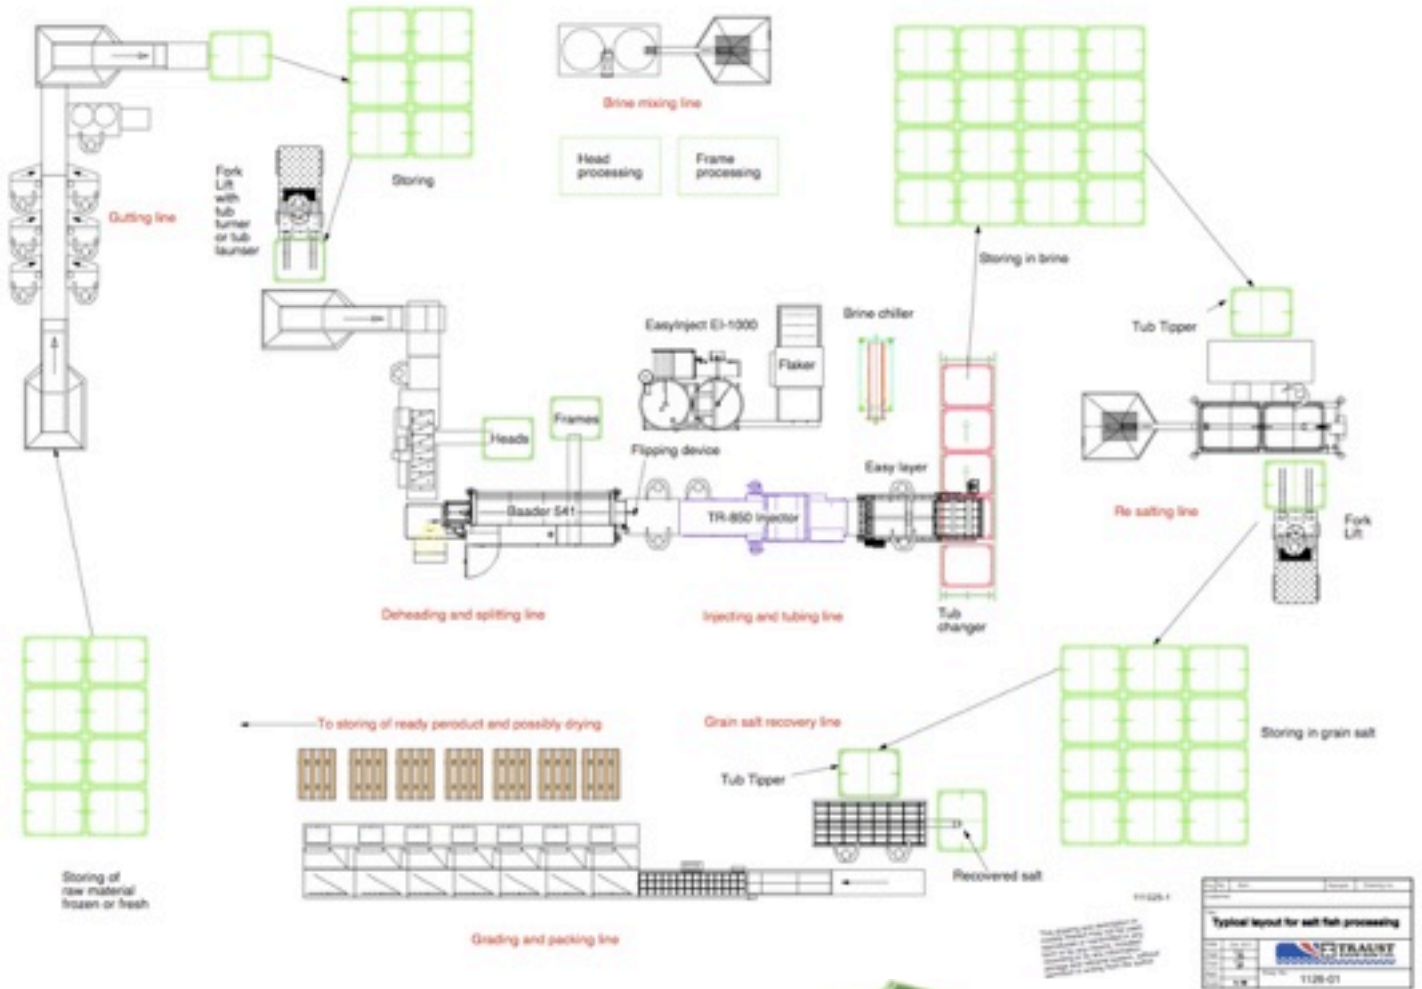 Brine mixing line
Head
processing
Frame
processing
Storing
Fork
Lift
with
tub
turner
or tub
launser
Gutting line
Storing in brine
Tub Tipper
EasyInject EI-1000
Flaker
Brine chiller
Heads
Frames
Flipping device
Easy layer
Baader 541
TR-850 Injector
Re salting line
Fork
Lift
Deheading and splitting line
Injecting and tubing line
Tub
changer
To storing of ready peroduct and possibly drying
Grain salt recovery line
Storing in grain salt
Tub Tipper
Recovered salt
Storing of
raw material
frozen or fresh
Grading and packing line
Typical layout for salt fish processing
TRAUST
1126-01